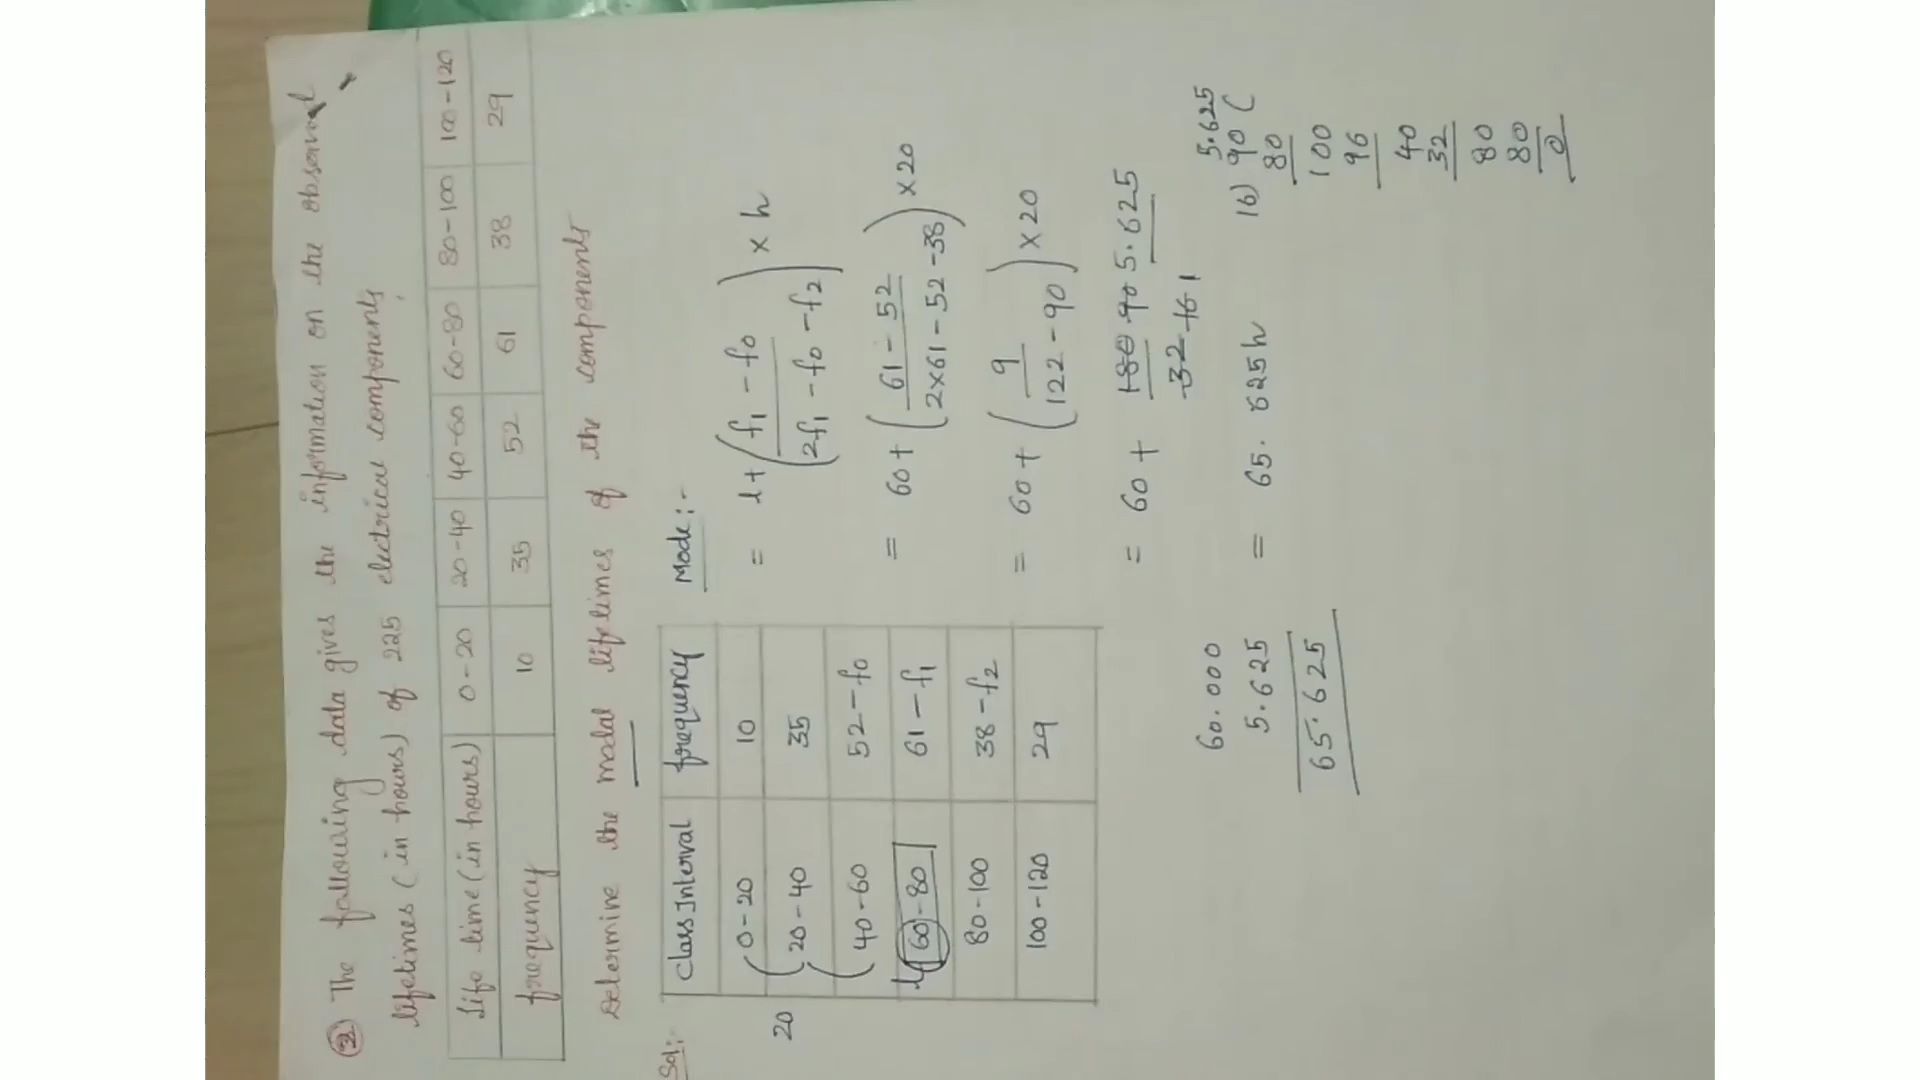 ② The following data gives the information on the observed
lifetimes (in hours) of 225 electrical components.
Life time (in hours) 0-20 20-40 40-60 60-80 80-100 100-120
frequency 10 35 52 61 38 29
Determine the modal lifetimes of the components
Sol:-
Class Interval frequency
0-20 10
20-40 35
40-60 52-f0
60-80 61-f1
80-100 38-f2
100-120 29
20
Mode:-
= l+(f1-f0/2f1-f0-f2) x h
= 60+(61-52/2x61-52-38) x20
= 60+(9/122-90) x20
= 60+ 180 90 5.625
32 16 1
= 65.625h
60.000
5.625
65.625
5.625
16) 90 (
80
100
96
40
32
80
80
0